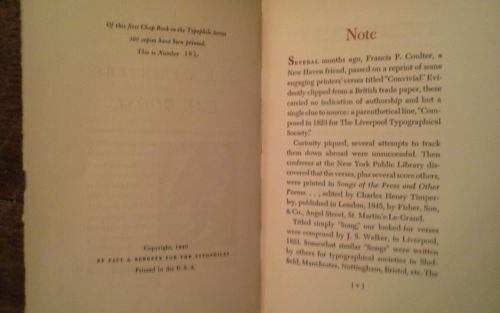 Of this first Chap Book in the Typophile Series
copies have been printed.
This is Number
Copyright, 1940
BY PAUL A. BENNETT FOR THE TYPOPHILES
Printed in the U.S.A.
Note
SEVERAL months ago, Francis P. Coulter, a
New Haven friend, passed on a reprint of some
engaging printers' verses titled "Convivial." Evi-
dently clipped from a British trade paper, these
carried no indication of authorship and but a
single clue to source: a parenthetical line, "Com-
posed in 1823 for The Liverpool Typographical
Society."
Curiosity piqued, several attempts to track
them down abroad were unsuccessful. Then
confreres at the New York Public Library dis-
covered that the verses, plus several score others,
were printed in Songs of the Press and Other
Poems. . ., edited by Charles Henry Timper-
ley, published in London, 1845, by Fisher, Son,
& Co., Angel Street, St. Martin's-Le-Grand.
Titled simply "Song," our looked-for verses
were composed by J. S. Walker, in Liverpool,
1823. Somewhat similar "Songs" were written
by others for typographical societies in Shef-
field, Manchester, Nottingham, Bristol, etc. The
[ v ]